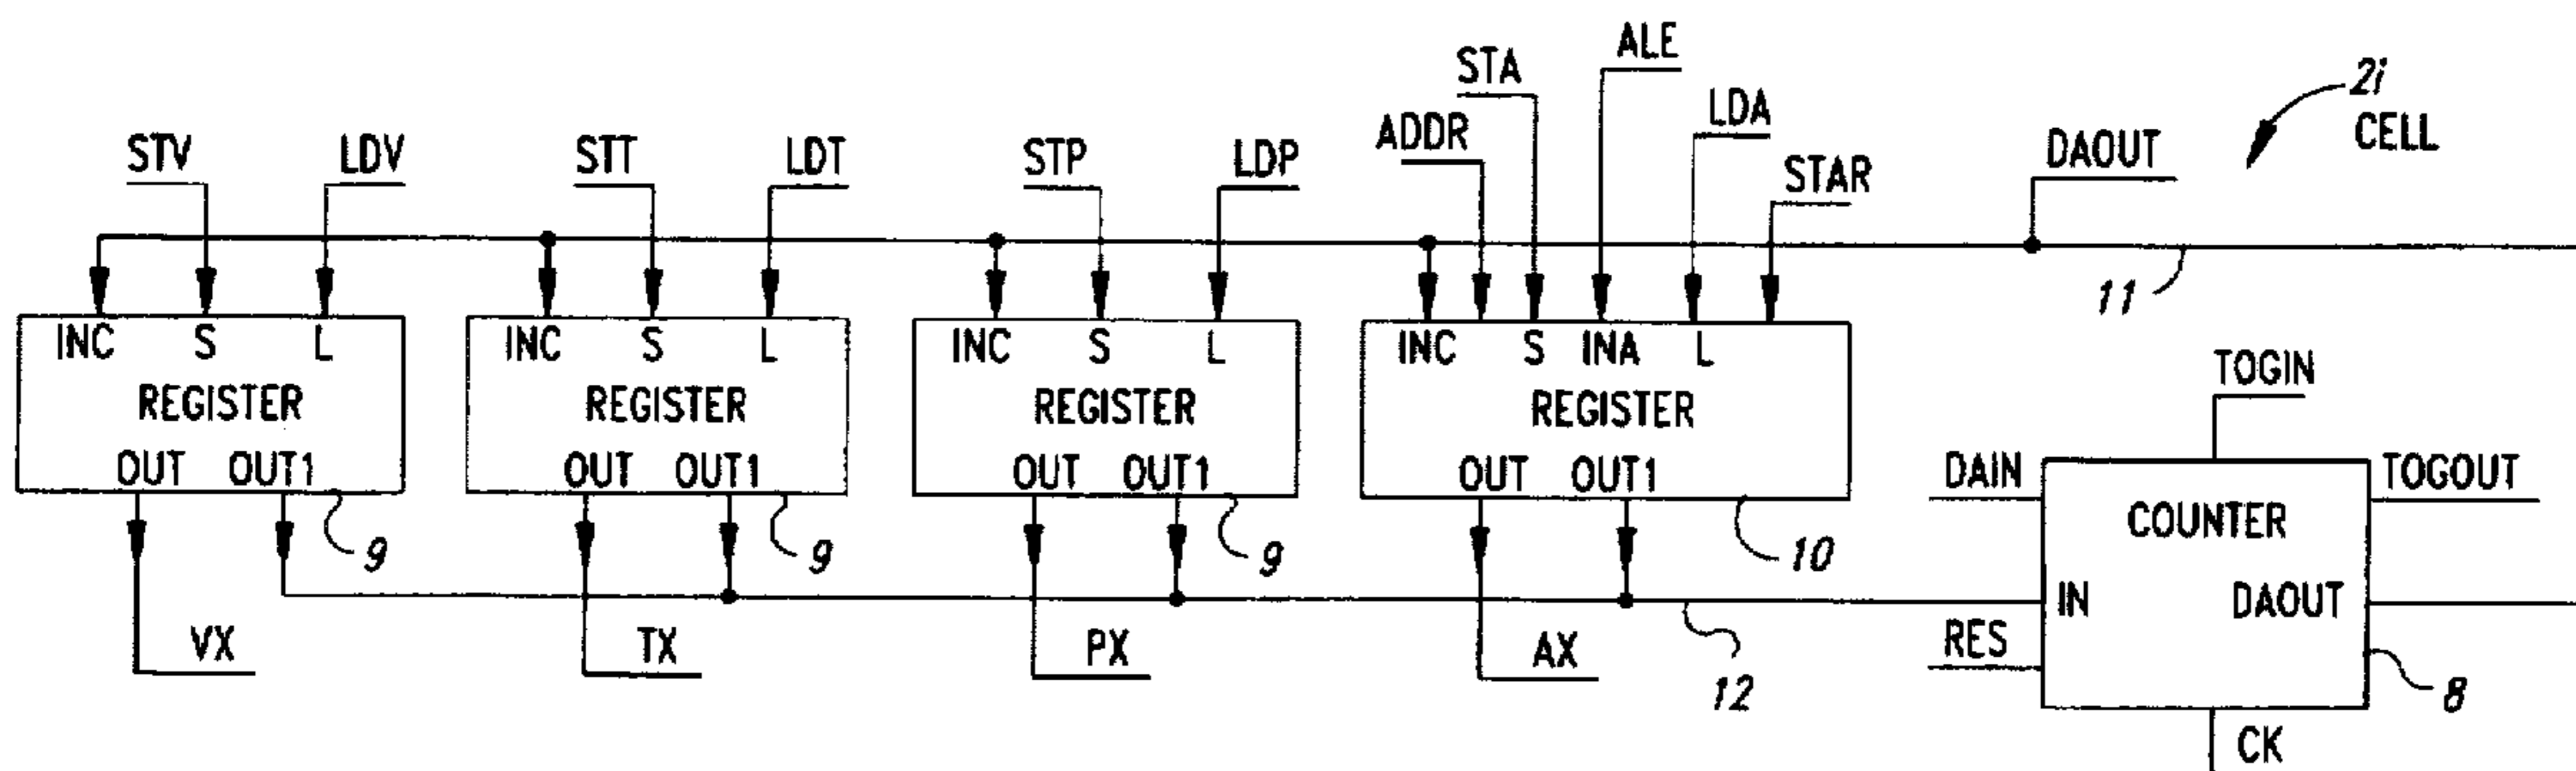 ALE
STA
2i
LDA
CELL
ADDR
DAOUT
STV LDV STT LDT STP LDP
STAR
11
INC S L INC S L INC S L INC S INA L
TOGIN
REGISTER REGISTER REGISTER REGISTER
OUT OUT1 OUT OUT1 OUT OUT1 OUT OUT1
DAIN TOGOUT
COUNTER
9 9 9 10
IN DAOUT
VX TX PX AX
RES
12 8
CK